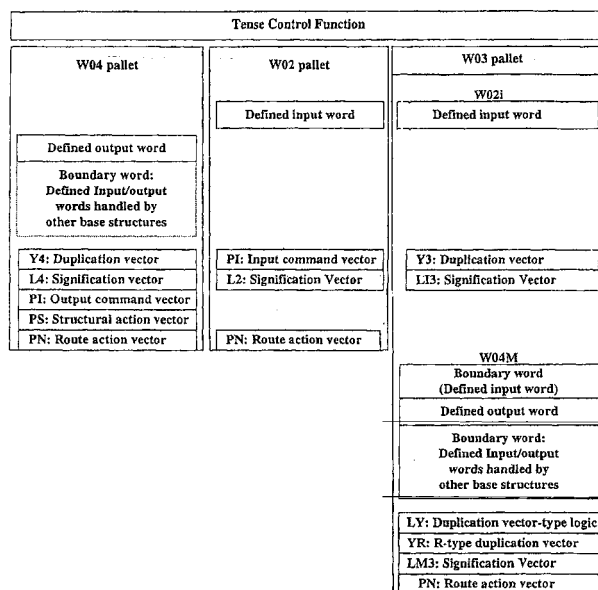 Tense Control Function
W04 pallet
Defined output word
Boundary word:
Defined Input/output
words handled by
other base structures
Y4: Duplication vector
L4: Signification vector
PI: Output command vector
PS: Structural action vector
PN: Route action vector
W02 pallet
Defined input word
PI: Input command vector
L2: Signification Vector
PN: Route action vector
W03 pallet
W02i
Defined input word
Y3: Duplication vector
LI3: Signification Vector
W04M
Boundary word
(Defined input word)
Defined output word
Boundary word:
Defined Input/output
words handled by
other base structures
LY: Duplication vector-type logic
YR: R-type duplication vector
LM3: Signification Vector
PN: Route action vector